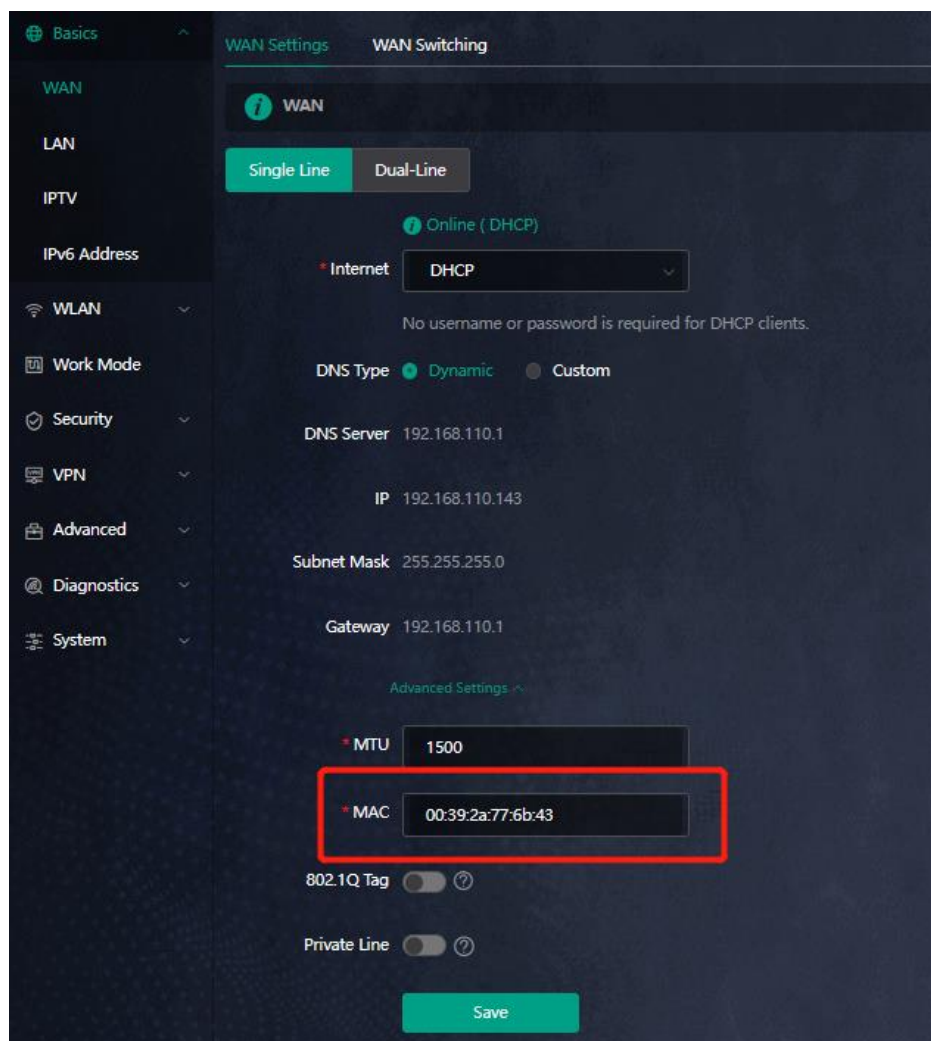 Basics
WAN
LAN
IPTV
IPv6 Address
WLAN
Work Mode
Security
VPN
Advanced
Diagnostics
System
WAN Settings WAN Switching
WAN
Single Line Dual-Line
Online ( DHCP)
* Internet DHCP
No username or password is required for DHCP clients.
DNS Type Dynamic Custom
DNS Server 192.168.110.1
IP 192.168.110.143
Subnet Mask 255.255.255.0
Gateway 192.168.110.1
Advanced Settings
* MTU 1500
* MAC 00:39:2a:77:6b:43
802.1Q Tag
Private Line
Save